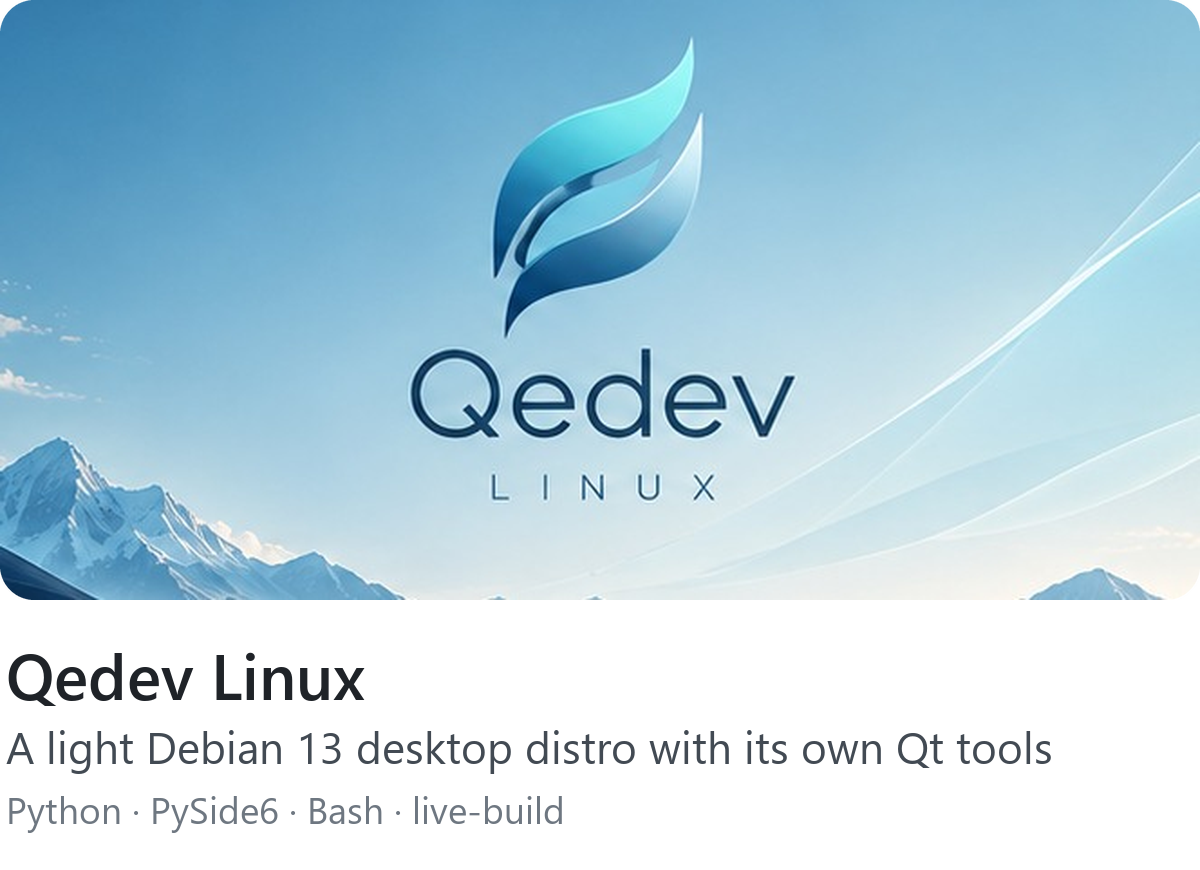 Qedev
LINUX
Qedev Linux
A light Debian 13 desktop distro with its own Qt tools
Python · PySide6 · Bash · live-build